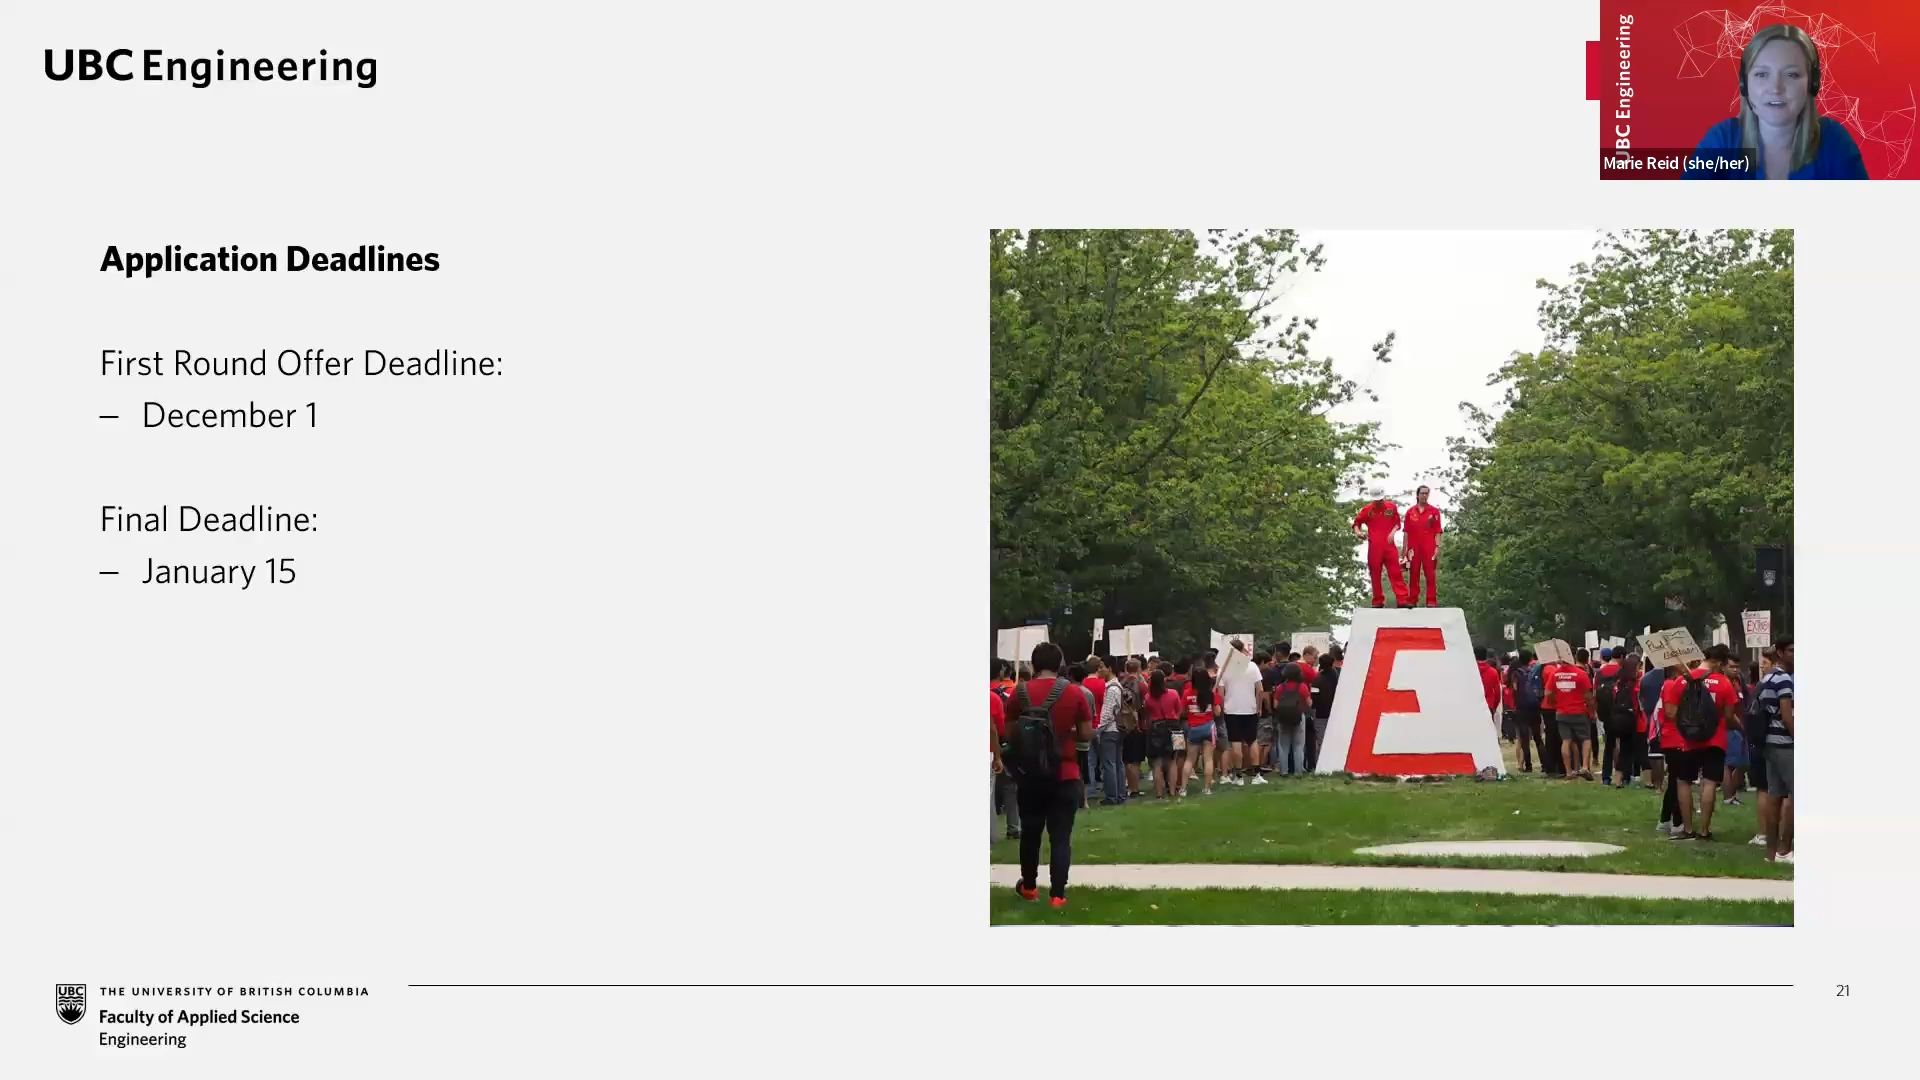 UBC Engineering
UBC Engineering
Marie Reid (she/her)
Application Deadlines
First Round Offer Deadline:
– December 1
Final Deadline:
– January 15
E
UBC
THE UNIVERSITY OF BRITISH COLUMBIA
Faculty of Applied Science
Engineering
21